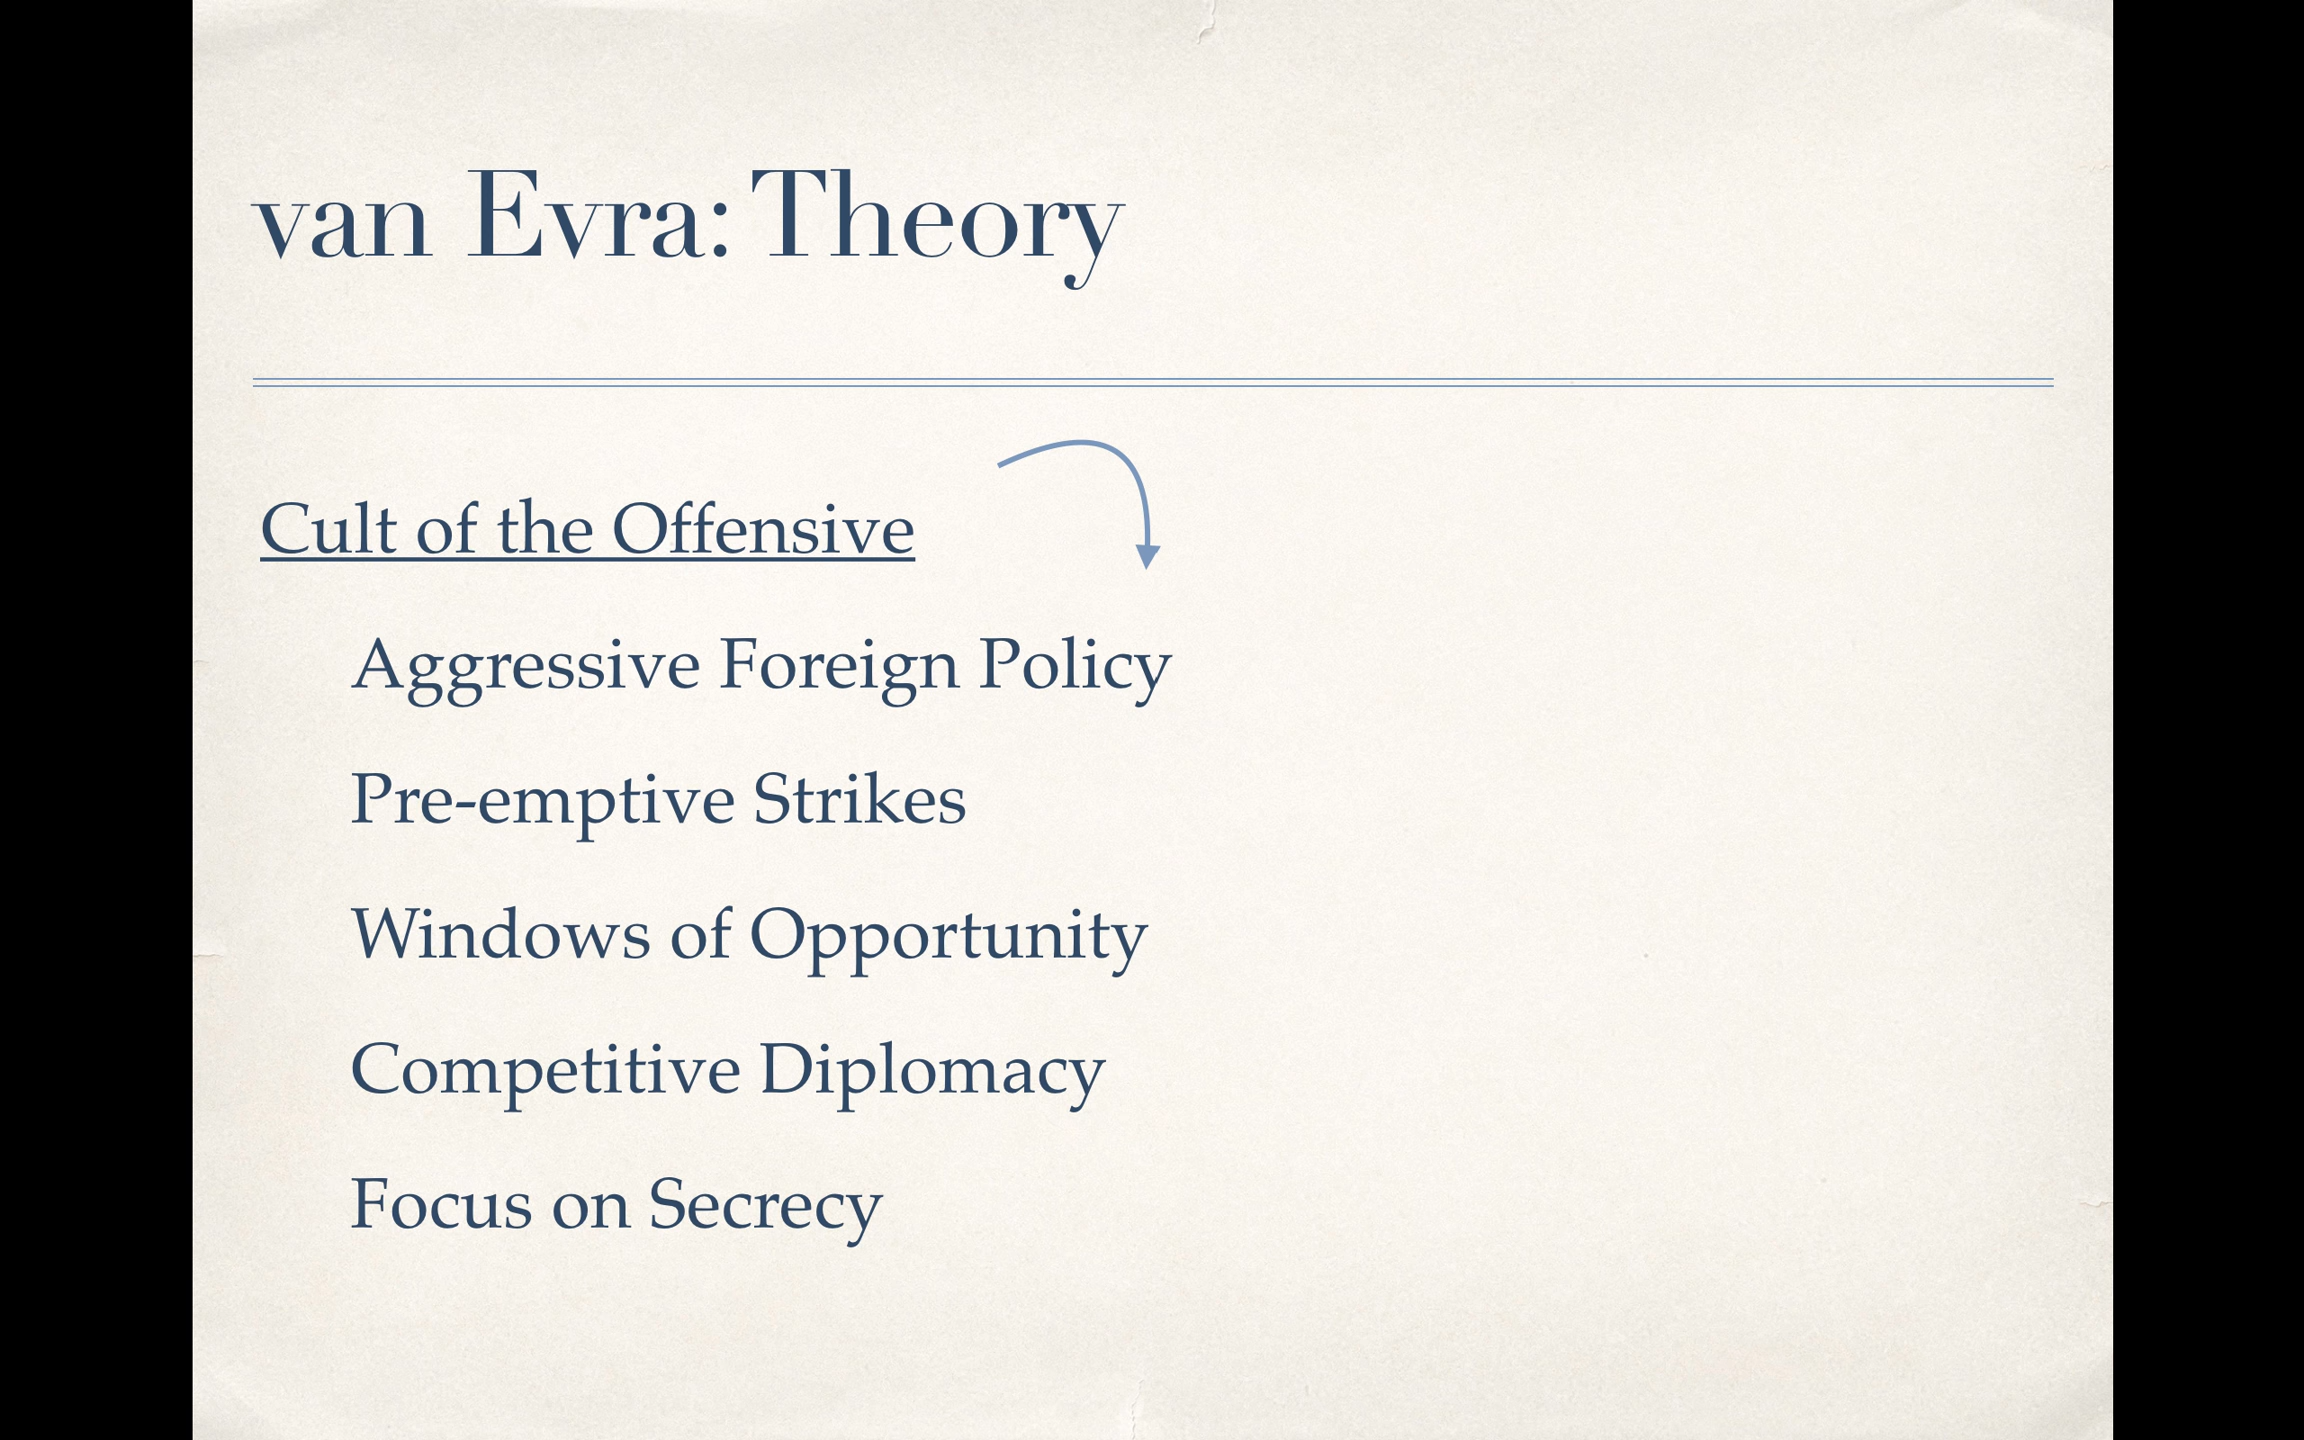 van Evra: Theory
Cult of the Offensive
Aggressive Foreign Policy
Pre-emptive Strikes
Windows of Opportunity
Competitive Diplomacy
Focus on Secrecy